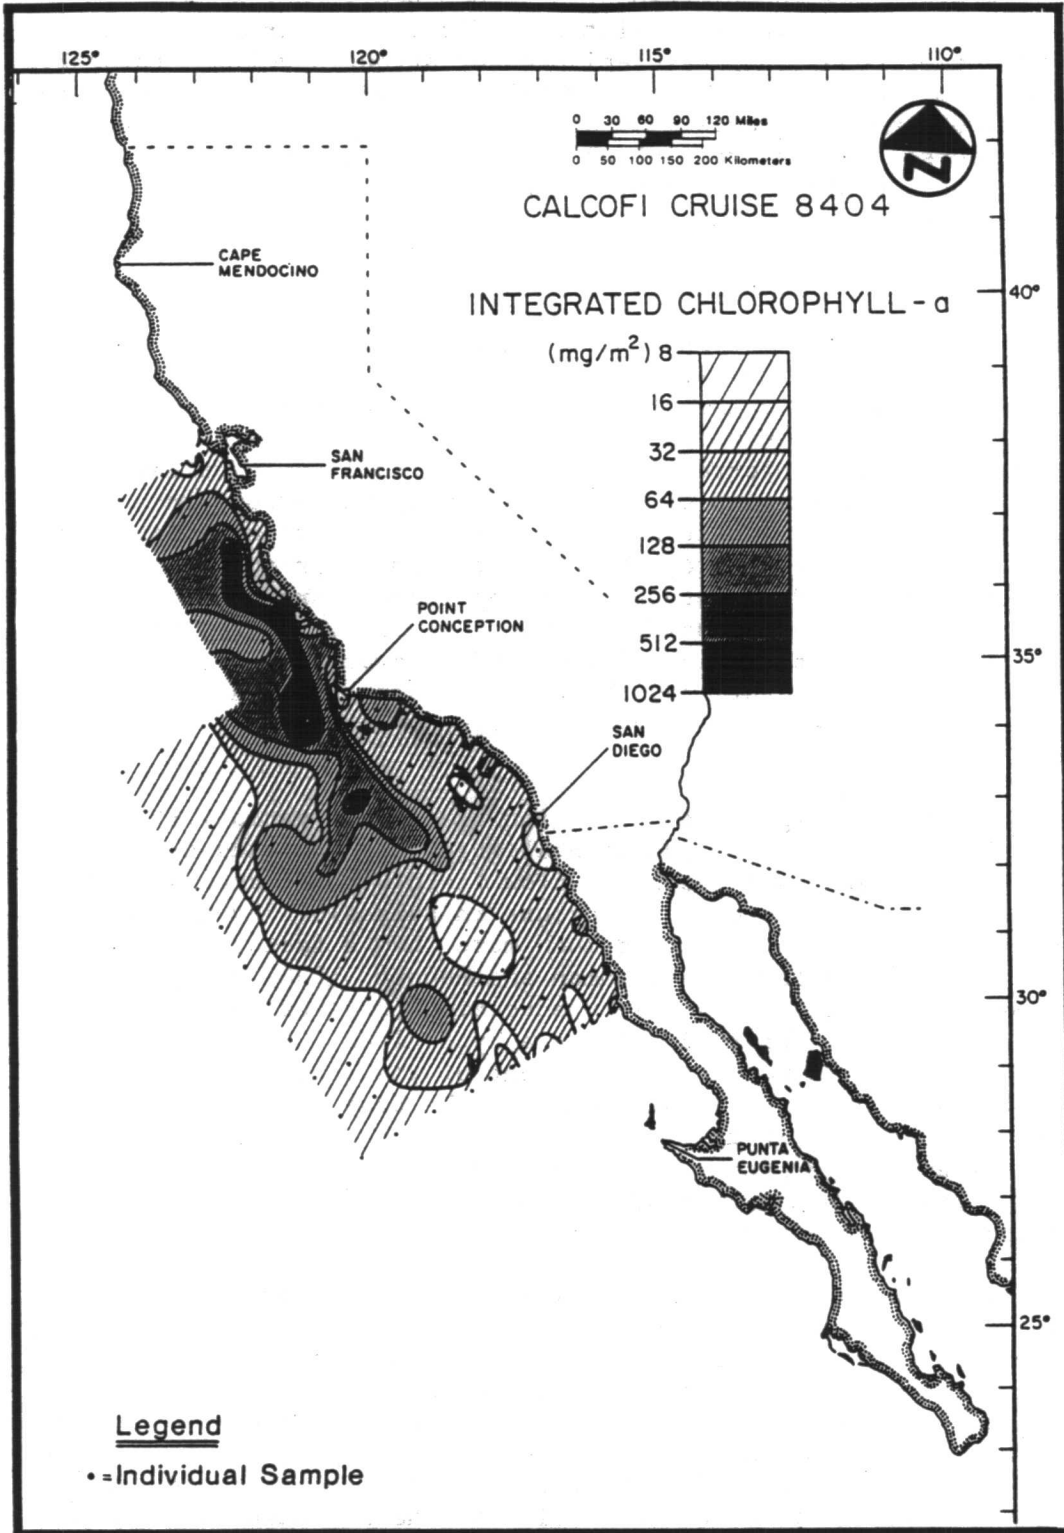 125° 120° 115° 110°
0 30 60 90 120 Miles
0 50 100 150 200 Kilometers
N
CALCOFI CRUISE 8404
CAPE
MENDOCINO
40°
INTEGRATED CHLOROPHYLL-a
(mg/m²) 8
16
32
64
128
256
512
1024
SAN
FRANCISCO
POINT
CONCEPTION
35°
SAN
DIEGO
30°
PUNTA
EUGENIA
25°
Legend
• = Individual Sample